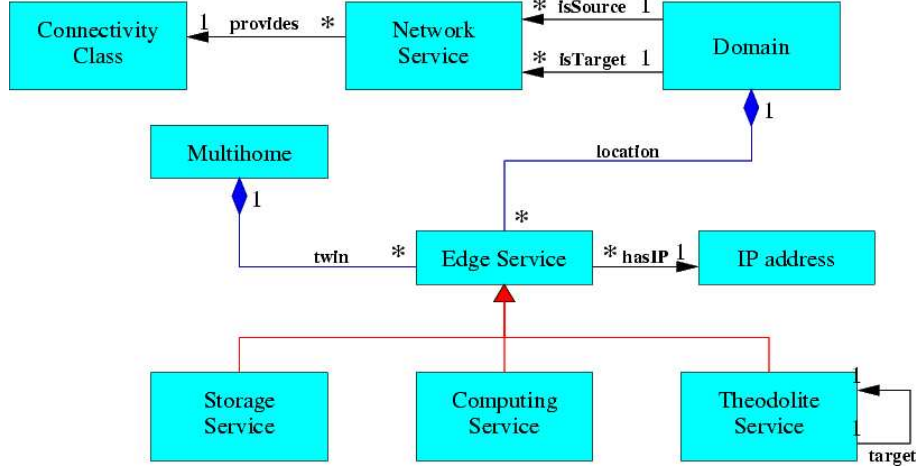 Connectivity
Class
1
provides
*
Network
Service
*
isSource
1
*
isTarget
1
Domain
1
location
*
Multihome
1
twin
*
Edge Service
*
hasIP
1
IP address
Storage
Service
Computing
Service
Theodolite
Service
1
1
target